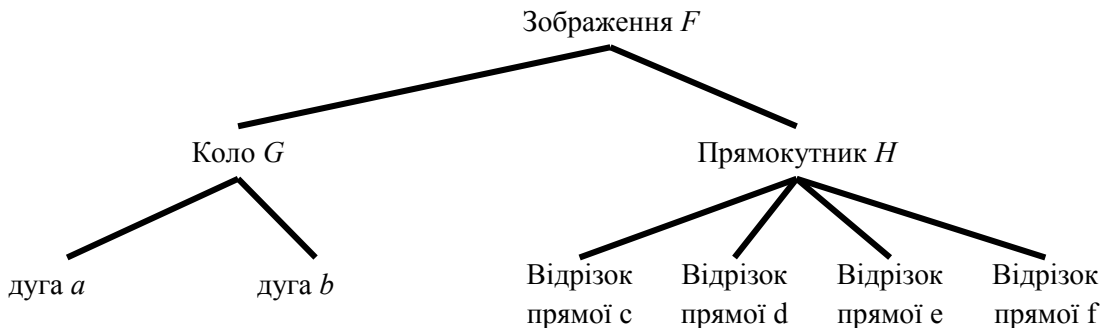 Зображення F
Коло G
Прямокутник H
дуга a
дуга b
Відрізок
прямої c
Відрізок
прямої d
Відрізок
прямої e
Відрізок
прямої f